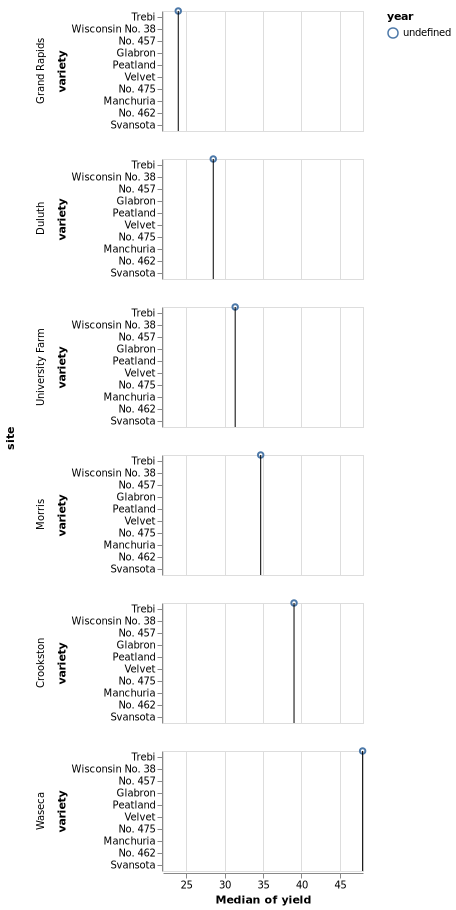 year
undefined
site
Grand Rapids
variety
Trebi
Wisconsin No. 38
No. 457
Glabron
Peatland
Velvet
No. 475
Manchuria
No. 462
Svansota
Duluth
variety
Trebi
Wisconsin No. 38
No. 457
Glabron
Peatland
Velvet
No. 475
Manchuria
No. 462
Svansota
University Farm
variety
Trebi
Wisconsin No. 38
No. 457
Glabron
Peatland
Velvet
No. 475
Manchuria
No. 462
Svansota
Morris
variety
Trebi
Wisconsin No. 38
No. 457
Glabron
Peatland
Velvet
No. 475
Manchuria
No. 462
Svansota
Crookston
variety
Trebi
Wisconsin No. 38
No. 457
Glabron
Peatland
Velvet
No. 475
Manchuria
No. 462
Svansota
Waseca
variety
Trebi
Wisconsin No. 38
No. 457
Glabron
Peatland
Velvet
No. 475
Manchuria
No. 462
Svansota
25 30 35 40 45
Median of yield